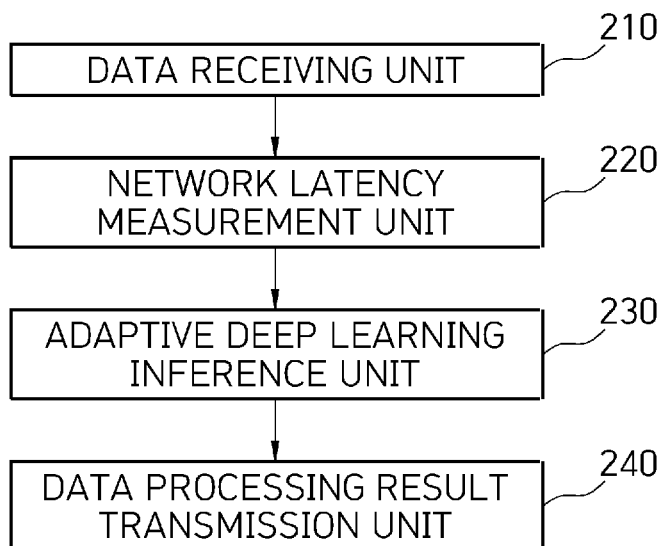 210
DATA RECEIVING UNIT
220
NETWORK LATENCY
MEASUREMENT UNIT
230
ADAPTIVE DEEP LEARNING
INFERENCE UNIT
240
DATA PROCESSING RESULT
TRANSMISSION UNIT